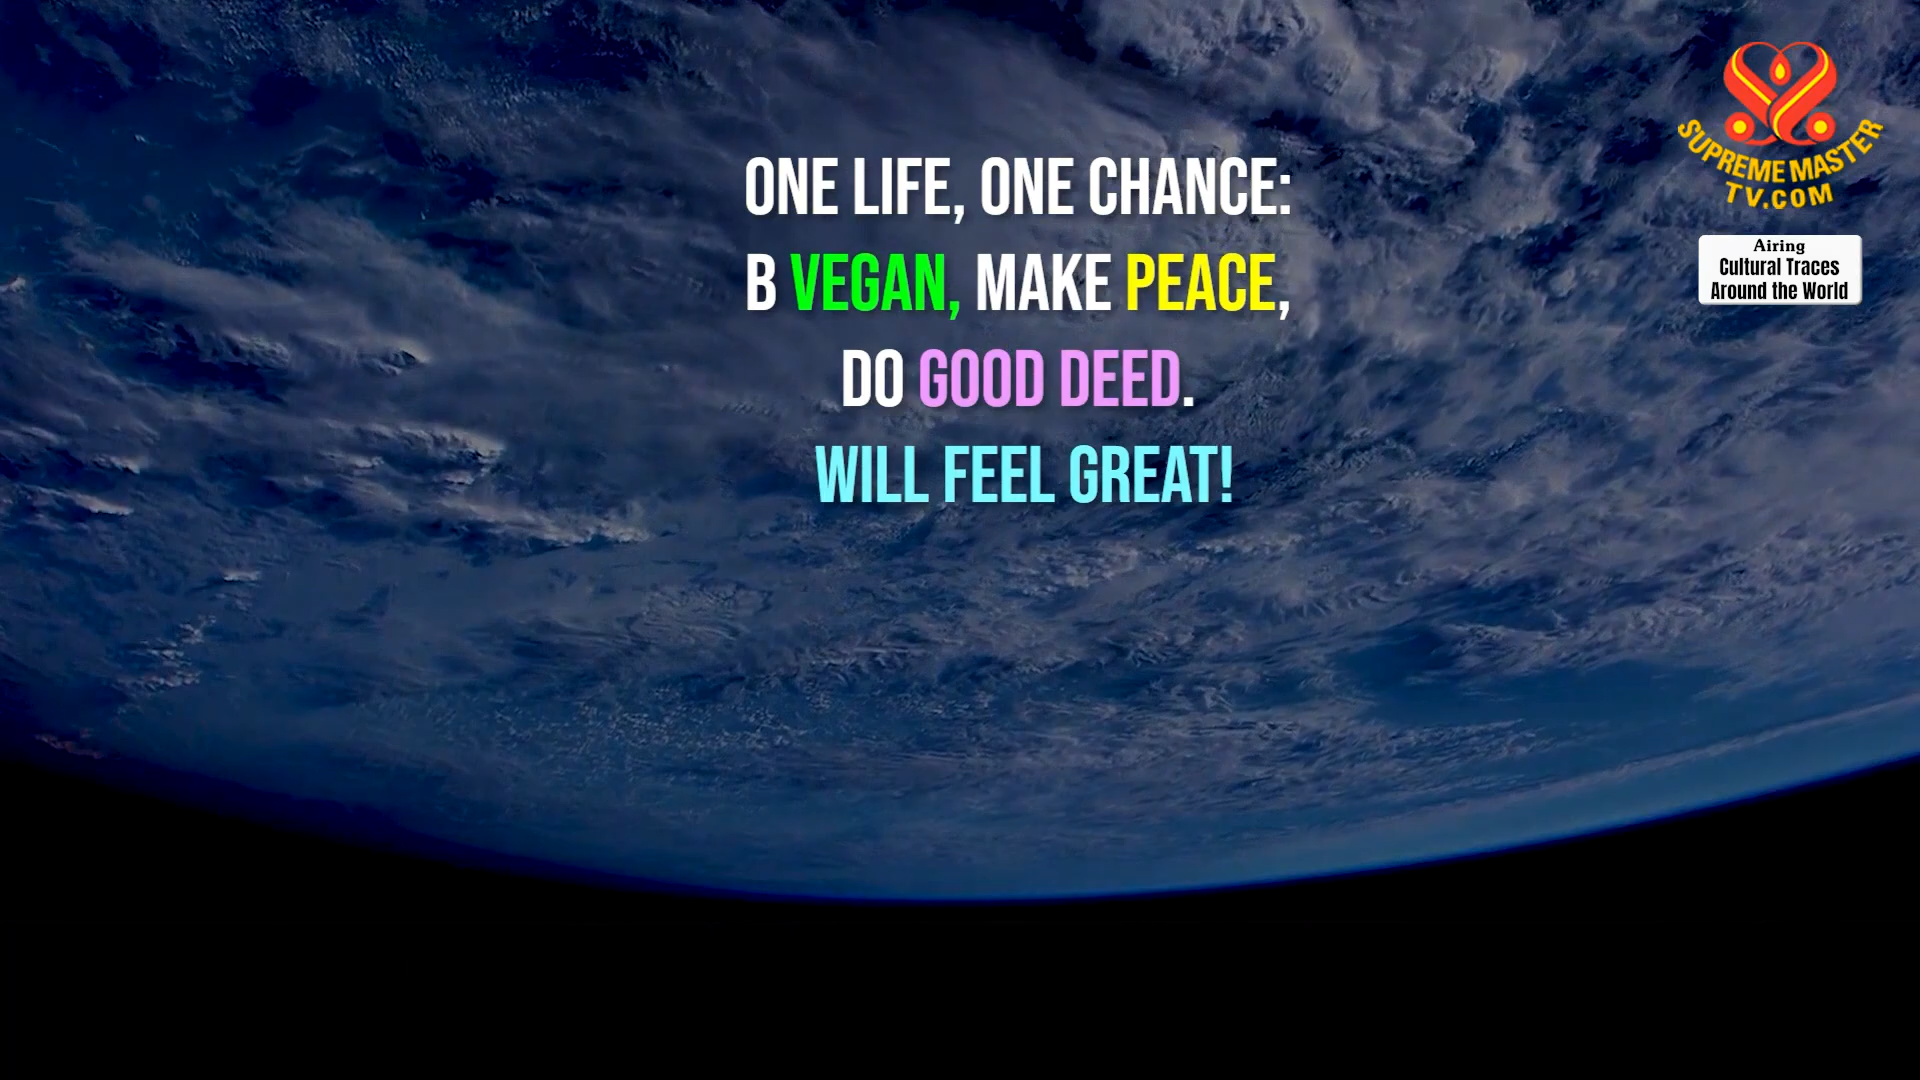 ONE LIFE, ONE CHANCE:
B VEGAN, MAKE PEACE,
DO GOOD DEED.
WILL FEEL GREAT!
SUPREME MASTER
TV.COM
Airing
Cultural Traces
Around the World